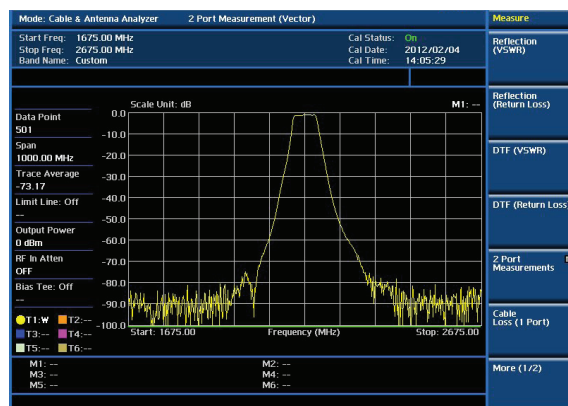 Mode: Cable & Antenna Analyzer 2 Port Measurement (Vector) Measure
Start Freq: 1675.00 MHz Cal Status: On
Stop Freq: 2675.00 MHz Cal Date: 2012/02/04
Band Name: Custom Cal Time: 14:05:29
Reflection
(VSWR)
Reflection
(Return Loss)
DTF (VSWR)
DTF (Return Loss
2 Port
Measurements
Cable
Loss (1 Port)
More (1/2)
Scale Unit: dB M1: --
Data Point
501
Span
1000.00 MHz
Trace Average
-73.17
Limit Line: Off
--
Output Power
0 dBm
RF In Atten
OFF
Bias Tee: Off
--
T1:W T2:--
T3:-- T4:--
T5:-- T6:--
0.0
-10.0
-20.0
-30.0
-40.0
-50.0
-60.0
-70.0
-80.0
-90.0
-100.0
Start: 1675.00 Frequency (MHz) Stop: 2675.00
M1: -- M2: --
M3: -- M4: --
M5: -- M6: --